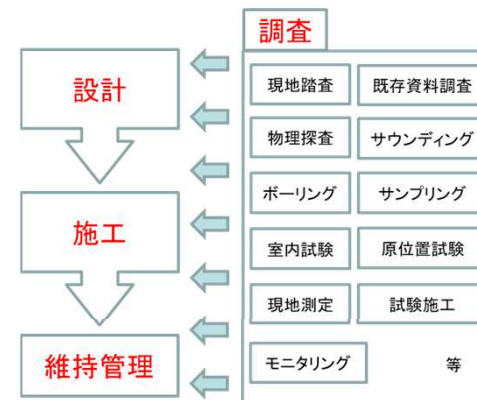 調査
設計
現地踏査 既存資料調査
物理探査 サウンディング
ボーリング サンプリング
施工
室内試験 原位置試験
現地測定 試験施工
維持管理
モニタリング 等